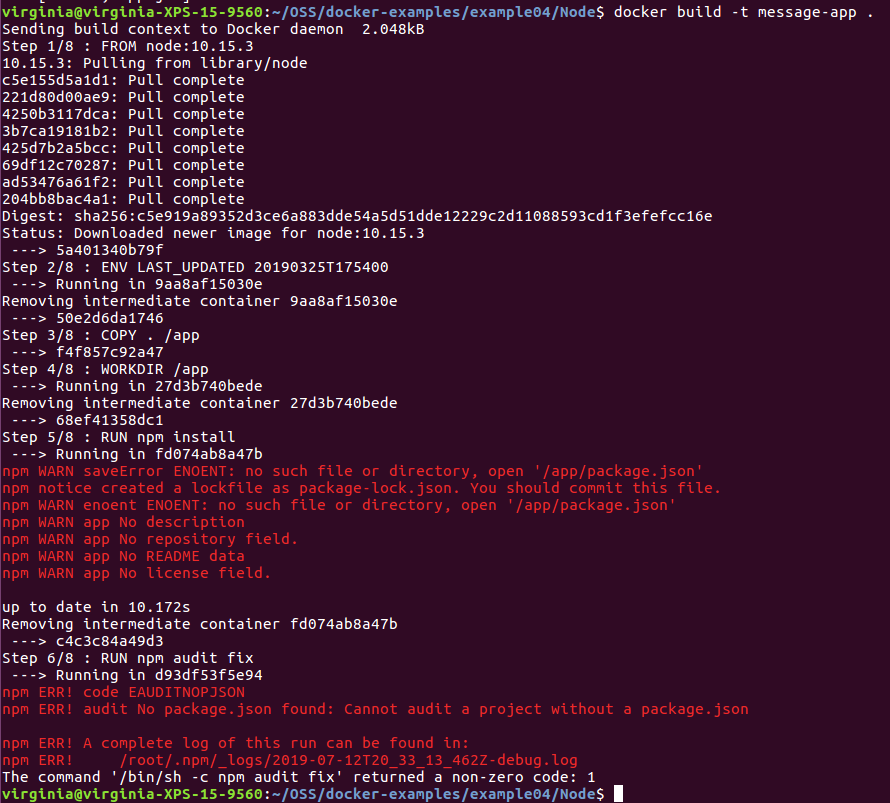 virginia@virginia-XPS-15-9560:~/OSS/docker-examples/example04/Node$ docker build -t message-app .
Sending build context to Docker daemon  2.048kB
Step 1/8 : FROM node:10.15.3
10.15.3: Pulling from library/node
c5e155d5a1d1: Pull complete
221d80d00ae9: Pull complete
4250b3117dca: Pull complete
3b7ca19181b2: Pull complete
425d7b2a5bcc: Pull complete
69df12c70287: Pull complete
ad53476a61f2: Pull complete
204bb8bac4a1: Pull complete
Digest: sha256:c5e919a89352d3ce6a883dde54a5d51dde12229c2d11088593cd1f3efefcc16e
Status: Downloaded newer image for node:10.15.3
 ---> 5a401340b79f
Step 2/8 : ENV LAST_UPDATED 20190325T175400
 ---> Running in 9aa8af15030e
Removing intermediate container 9aa8af15030e
 ---> 50e2d6da1746
Step 3/8 : COPY . /app
 ---> f4f857c92a47
Step 4/8 : WORKDIR /app
 ---> Running in 27d3b740bede
Removing intermediate container 27d3b740bede
 ---> 68ef41358dc1
Step 5/8 : RUN npm install
 ---> Running in fd074ab8a47b
npm WARN saveError ENOENT: no such file or directory, open '/app/package.json'
npm notice created a lockfile as package-lock.json. You should commit this file.
npm WARN enoent ENOENT: no such file or directory, open '/app/package.json'
npm WARN app No description
npm WARN app No repository field.
npm WARN app No README data
npm WARN app No license field.
up to date in 10.172s
Removing intermediate container fd074ab8a47b
 ---> c4c3c84a49d3
Step 6/8 : RUN npm audit fix
 ---> Running in d93df53f5e94
npm ERR! code EAUDITNOPJSON
npm ERR! audit No package.json found: Cannot audit a project without a package.json
npm ERR! A complete log of this run can be found in:
npm ERR!     /root/.npm/_logs/2019-07-12T20_33_13_462Z-debug.log
The command '/bin/sh -c npm audit fix' returned a non-zero code: 1
virginia@virginia-XPS-15-9560:~/OSS/docker-examples/example04/Node$